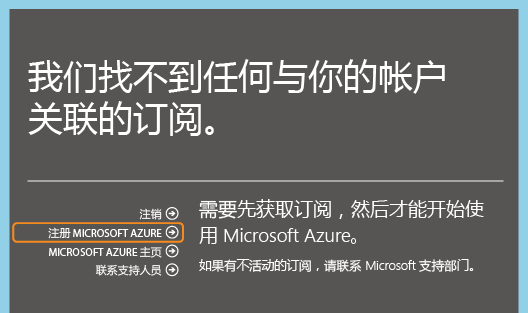 我们找不到任何与你的帐户
关联的订阅。
注销
注册 MICROSOFT AZURE
MICROSOFT AZURE 主页
联系支持人员
需要先获取订阅，然后才能开始使
用 Microsoft Azure。
如果有不活动的订阅，请联系 Microsoft 支持部门。